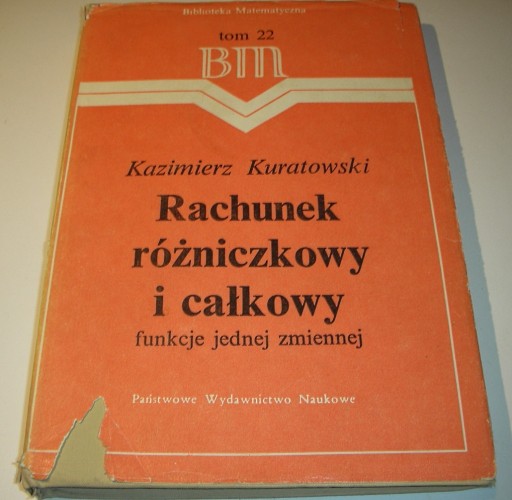 Biblioteka Matematyczna
tom 22
BM
Kazimierz Kuratowski
Rachunek
różniczkowy
i całkowy
funkcje jednej zmiennej
Państwowe Wydawnictwo Naukowe